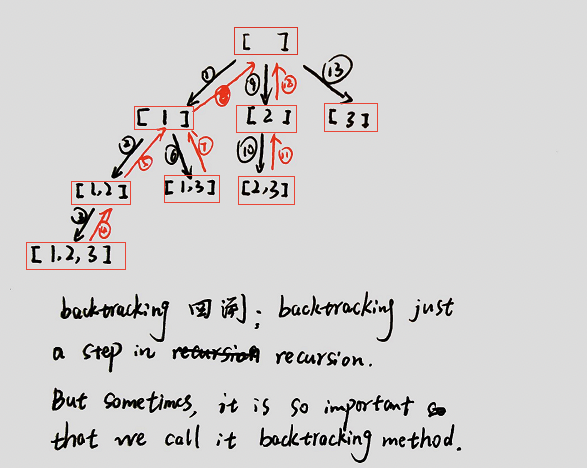 [ ]
① ⑧ ⑨ ⑫ ⑬
[ 1 ] [ 2 ] [ 3 ]
② ⑤ ⑥ ⑦ ⑩ ⑪
[1,2] [1,3] [2,3]
③ ④
[ 1.2,3 ]
backtracking 回溯; backtracking just
a step in recursion recursion.
But sometimes, it is so important so
that we call it backtracking method.